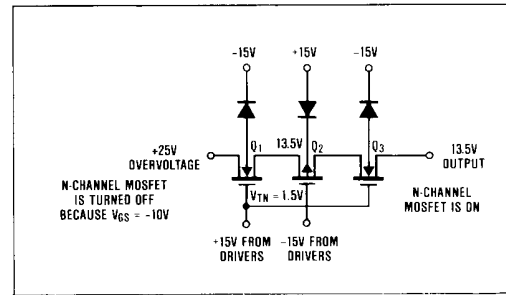 -15V +15V -15V
+25V
OVERVOLTAGE
Q1 13.5V Q2 Q3
13.5V
OUTPUT
N-CHANNEL MOSFET
IS TURNED OFF
BECAUSE VGS = -10V
VTN = 1.5V
N-CHANNEL
MOSFET IS ON
+15V FROM
DRIVERS
-15V FROM
DRIVERS